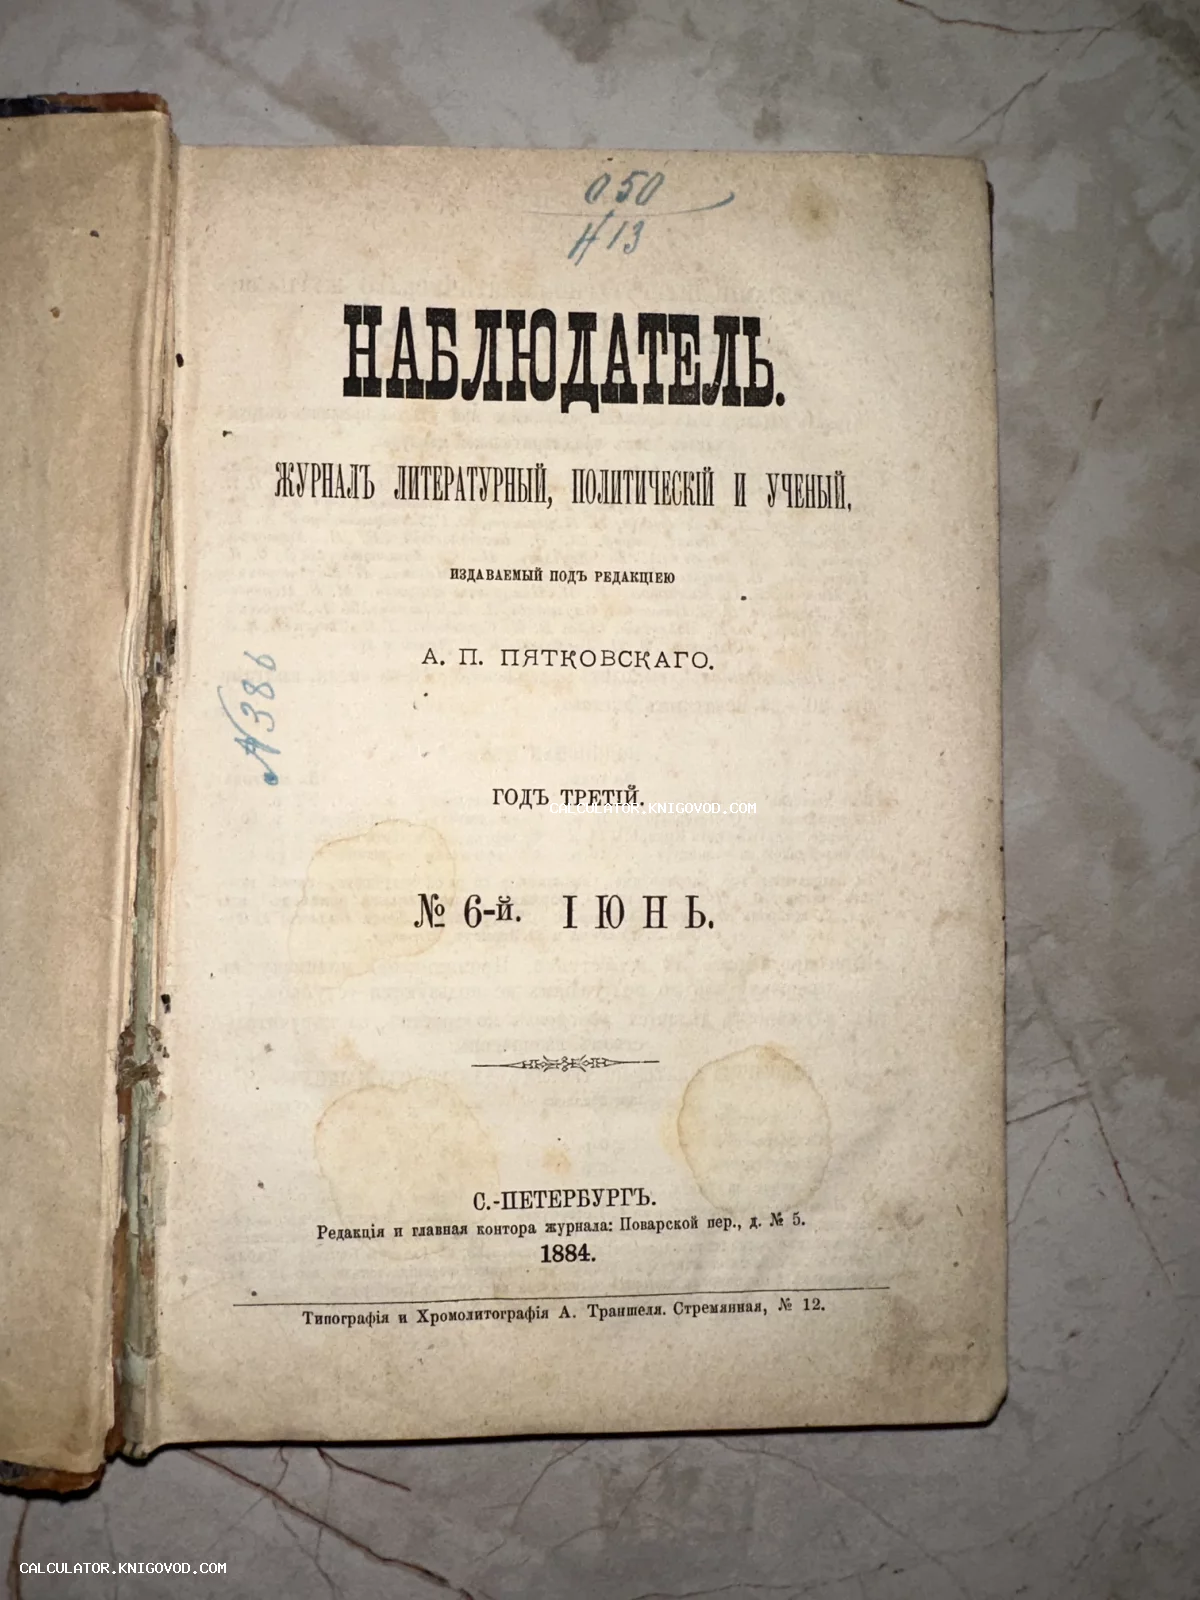 050
Н13
НАБЛЮДАТЕЛЬ.
ЖУРНАЛЪ ЛИТЕРАТУРНЫЙ, ПОЛИТИЧЕСКІЙ И УЧЕНЫЙ,
ИЗДАВАЕМЫЙ ПОДЪ РЕДАКЦІЕЮ
А. П. ПЯТКОВСКАГО.
№386
ГОДЪ ТРЕТІЙ.
CALCULATOR.KNIGOVOD.COM
№ 6-й. ІЮНЬ.
С.-ПЕТЕРБУРГЪ.
Редакція и главная контора журнала: Поварской пер., д. № 5.
1884.
Типографія и Хромолитографія А. Траншеля. Стремянная, № 12.
CALCULATOR.KNIGOVOD.COM